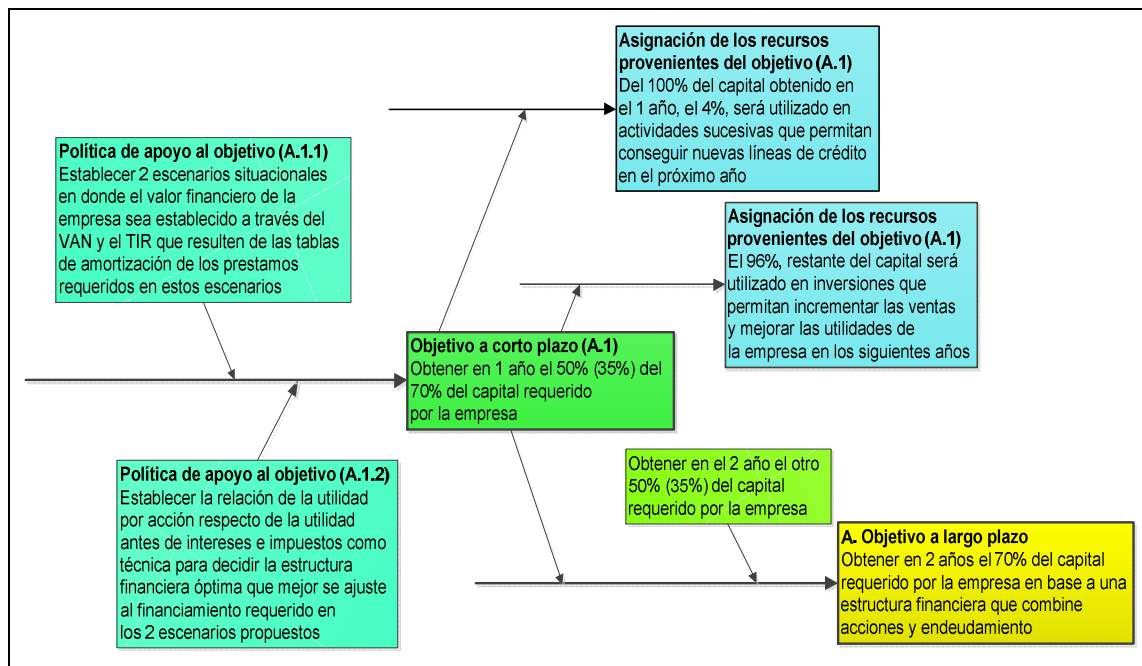 Asignación de los recursos
provenientes del objetivo (A.1)
Del 100% del capital obtenido en
el 1 año, el 4%, será utilizado en
actividades sucesivas que permitan
conseguir nuevas líneas de crédito
en el próximo año
Política de apoyo al objetivo (A.1.1)
Establecer 2 escenarios situacionales
en donde el valor financiero de la
empresa sea establecido a través del
VAN y el TIR que resulten de las tablas
de amortización de los prestamos
requeridos en estos escenarios
Asignación de los recursos
provenientes del objetivo (A.1)
El 96%, restante del capital será
utilizado en inversiones que
permitan incrementar las ventas
y mejorar las utilidades de
la empresa en los siguientes años
Objetivo a corto plazo (A.1)
Obtener en 1 año el 50% (35%) del
70% del capital requerido
por la empresa
Política de apoyo al objetivo (A.1.2)
Establecer la relación de la utilidad
por acción respecto de la utilidad
antes de intereses e impuestos como
técnica para decidir la estructura
financiera óptima que mejor se ajuste
al financiamiento requerido en
los 2 escenarios propuestos
Obtener en el 2 año el otro
50% (35%) del capital
requerido por la empresa
A. Objetivo a largo plazo
Obtener en 2 años el 70% del capital
requerido por la empresa en base a una
estructura financiera que combine
acciones y endeudamiento